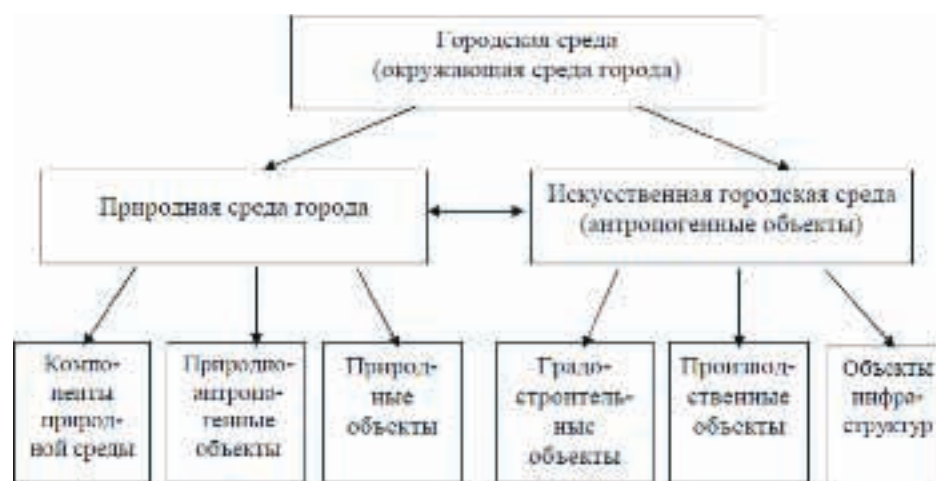 Городская среда
(окружающая среда города)
Природная среда города
Искусственная городская среда
(антропогенные объекты)
Компо-
ненты
природ-
ной среды
Природно-
антропо-
генные
объекты
Природ-
ные
объекты
Градо-
строитель-
ные
объекты
Производ-
ственные
объекты
Объекты
инфра-
структур